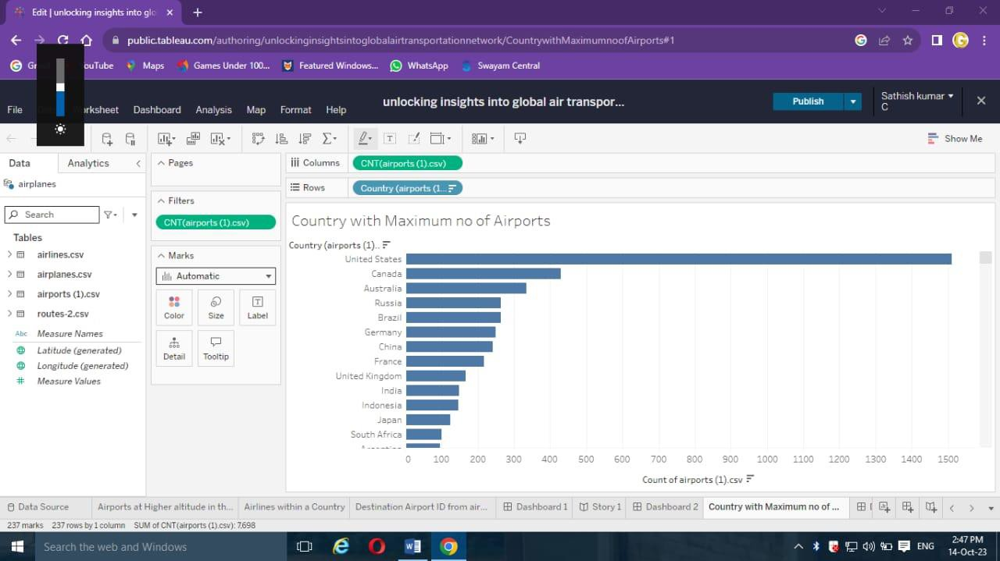 Edit | unlocking insights into glo
public.tableau.com/authoring/unlockinginsightsintoglobalairtransportationnetwork/CountrywithMaximumnoofAirports#1
YouTube Maps Games Under 100... Featured Windows... WhatsApp Swayam Central
unlocking insights into global air transpor...
Publish
Sathish kumar
C
File Worksheet Dashboard Analysis Map Format Help
Show Me
Data Analytics
Pages
Columns CNT(airports (1).csv)
airplanes
Rows Country (airports (1...
Filters
Search
CNT(airports (1).csv)
Country with Maximum no of Airports
Tables
airlines.csv
airplanes.csv
airports (1).csv
routes-2.csv
Abc Measure Names
Latitude (generated)
Longitude (generated)
# Measure Values
Marks
Automatic
Color Size Label
Detail Tooltip
Country (airports (1)..
United States
Canada
Australia
Russia
Brazil
Germany
China
France
United Kingdom
India
Indonesia
Japan
South Africa
Argentina
0 100 200 300 400 500 600 700 800 900 1000 1100 1200 1300 1400 1500
Count of airports (1).csv
Data Source Airports at Higher altitude in th... Airlines within a Country Destination Airport ID from air... Dashboard 1 Story 1 Dashboard 2 Country with Maximum no of ...
237 marks 237 rows by 1 column SUM of CNT(airports (1).csv): 7,698
Search the web and Windows
ENG
2:47 PM
14-Oct-23